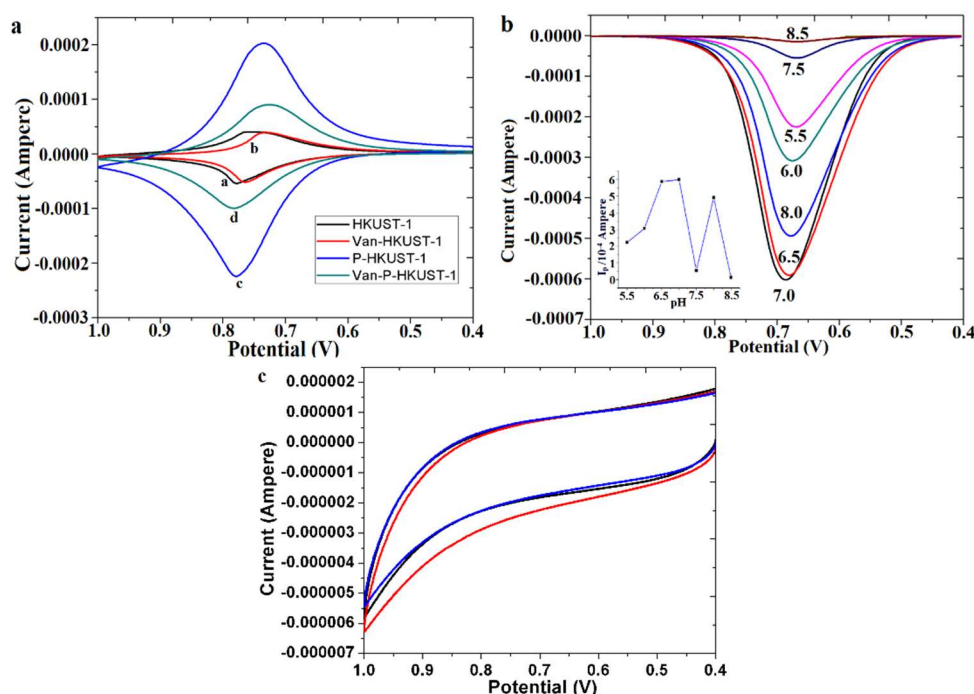 a
Current (Ampere)
0.0002
0.0001
0.0000
-0.0001
-0.0002
-0.0003
b
a
d
c
HKUST-1
Van-HKUST-1
P-HKUST-1
Van-P-HKUST-1
1.0 0.9 0.8 0.7 0.6 0.5 0.4
Potential (V)
b
Current (Ampere)
0.0000
-0.0001
-0.0002
-0.0003
-0.0004
-0.0005
-0.0006
-0.0007
8.5
7.5
5.5
6.0
8.0
6.5
7.0
Ip/10⁻⁴ Ampere
6
5
4
3
2
1
0
5.5 6.5 7.5 8.5
pH
1.0 0.9 0.8 0.7 0.6 0.5 0.4
Potential (V)
c
Current (Ampere)
0.000002
0.000001
0.000000
-0.000001
-0.000002
-0.000003
-0.000004
-0.000005
-0.000006
-0.000007
1.0 0.9 0.8 0.7 0.6 0.5 0.4
Potential (V)